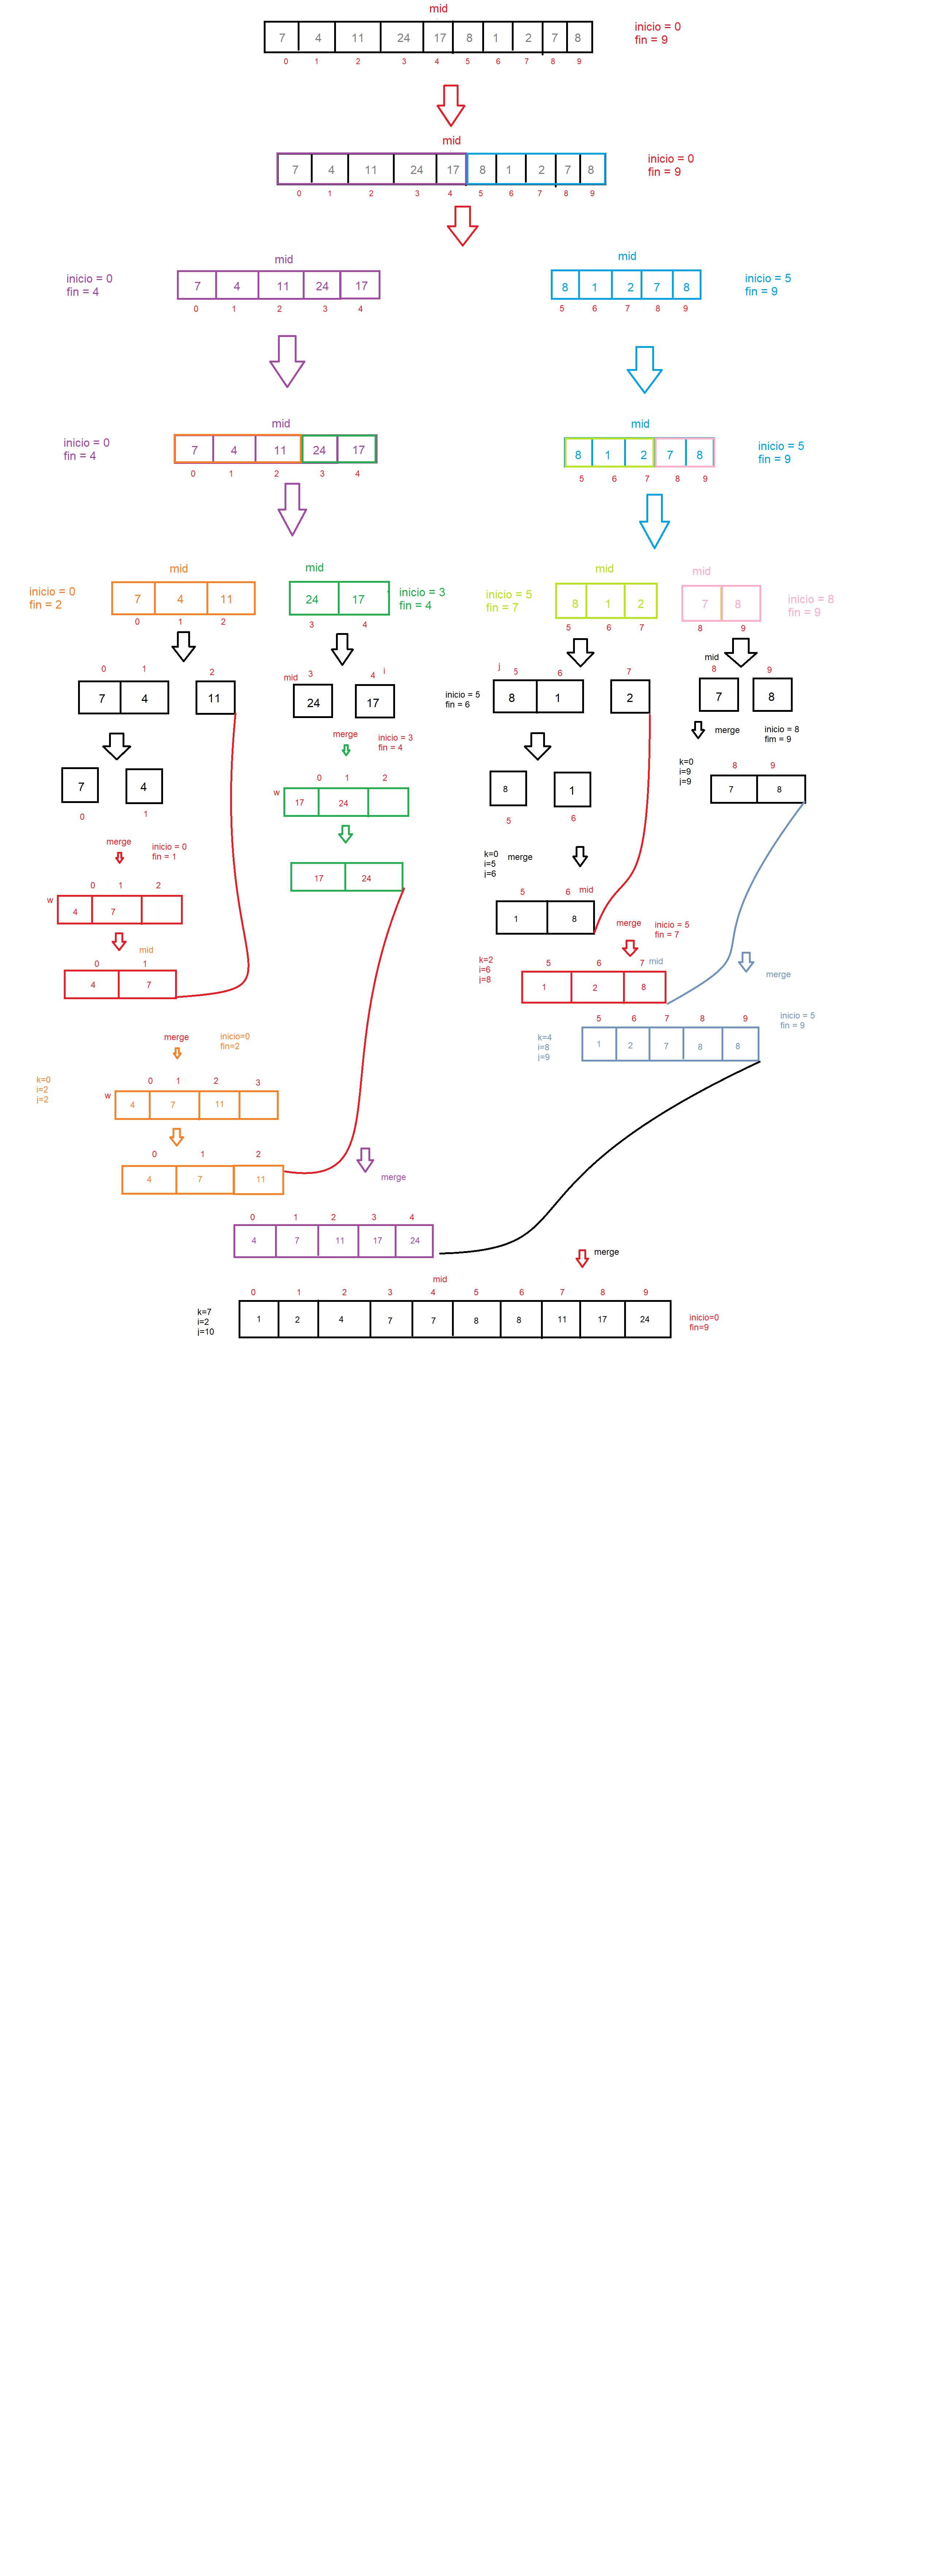 mid
7 4 11 24 17 8 1 2 7 8
inicio = 0
fin = 9
0 1 2 3 4 5 6 7 8 9
mid
7 4 11 24 17 8 1 2 7 8
inicio = 0
fin = 9
0 1 2 3 4 5 6 7 8 9
mid
inicio = 0
fin = 4
7 4 11 24 17
0 1 2 3 4
mid
8 1 2 7 8
inicio = 5
fin = 9
5 6 7 8 9
mid
inicio = 0
fin = 4
7 4 11 24 17
0 1 2 3 4
mid
8 1 2 7 8
inicio = 5
fin = 9
5 6 7 8 9
mid
inicio = 0
fin = 2
7 4 11
0 1 2
mid
24 17
inicio = 3
fin = 4
3 4
mid
inicio = 5
fin = 7
8 1 2
5 6 7
mid
7 8
inicio = 8
fin = 9
8 9
0 1 2
7 4 11
mid 3 4 i
24 17
j 5 6 7
inicio = 5
fin = 6
8 1 2
mid
8 9
7 8
merge
inicio = 3
fin = 4
merge
inicio = 8
fim = 9
7 4
0 1
0 1 2
w
17 24
8 1
5 6
k=0
i=9
j=9
8 9
7 8
merge
inicio = 0
fin = 1
17 24
k=0
i=5
j=6
merge
w
0 1 2
4 7
5 6 mid
1 8
merge
inicio = 5
fin = 7
mid
0 1
4 7
k=2
i=6
j=8
5 6 7 mid
1 2 8
merge
merge
inicio=0
fin=2
k=4
i=8
j=9
5 6 7 8 9
1 2 7 8 8
inicio = 5
fin = 9
k=0
i=2
j=2
w
0 1 2 3
4 7 11
0 1 2
4 7 11
merge
0 1 2 3 4
4 7 11 17 24
merge
mid
0 1 2 3 4 5 6 7 8 9
k=7
i=2
j=10
1 2 4 7 7 8 8 11 17 24
inicio=0
fin=9